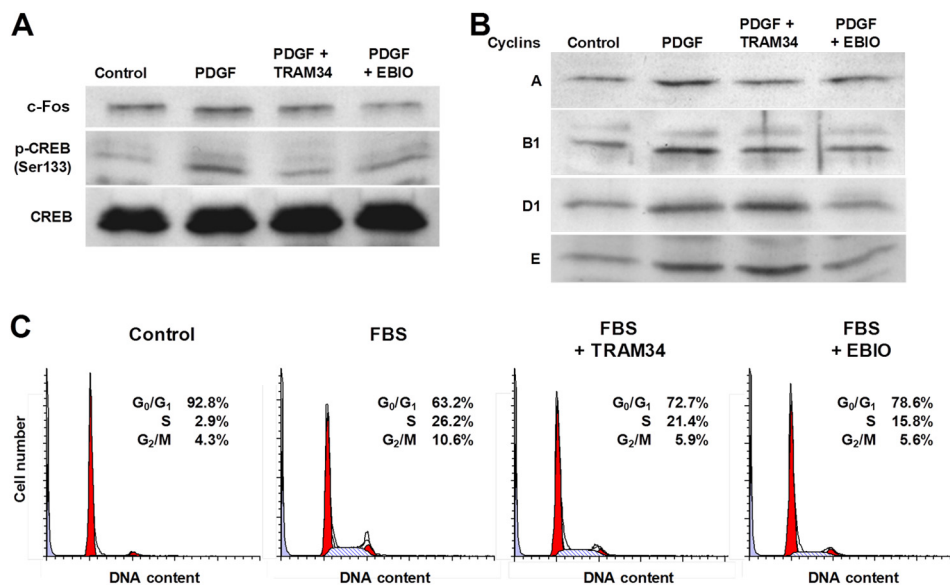 A
Control PDGF PDGF + TRAM34 PDGF + EBIO
c-Fos
p-CREB (Ser133)
CREB
B
Cyclins Control PDGF PDGF + TRAM34 PDGF + EBIO
A
B1
D1
E
C
Control
Cell number
G0/G1 92.8%
S 2.9%
G2/M 4.3%
DNA content
FBS
G0/G1 63.2%
S 26.2%
G2/M 10.6%
DNA content
FBS
+ TRAM34
G0/G1 72.7%
S 21.4%
G2/M 5.9%
DNA content
FBS
+ EBIO
G0/G1 78.6%
S 15.8%
G2/M 5.6%
DNA content